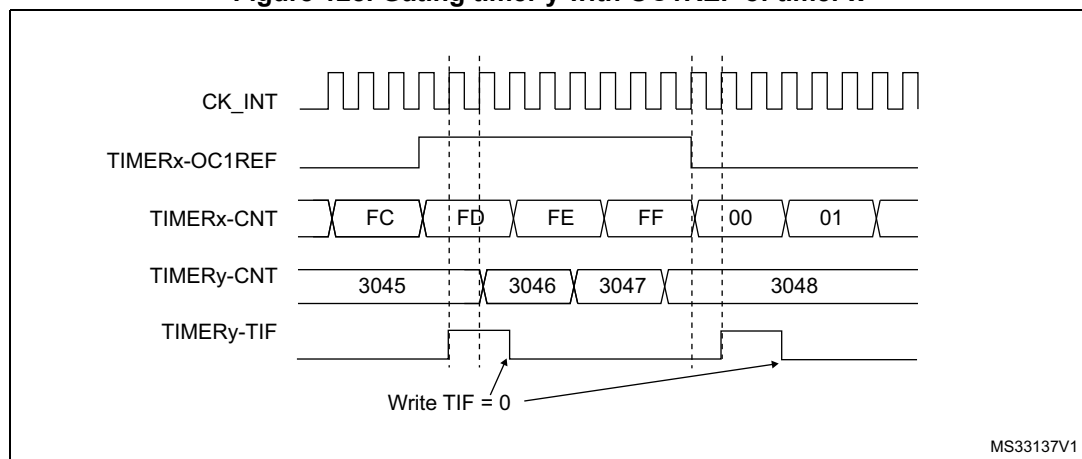 Figure Gating timer y with OC1REF of timer x
CK_INT
TIMERx-OC1REF
TIMERx-CNT FC FD FE FF 00 01
TIMERy-CNT 3045 3046 3047 3048
TIMERy-TIF
Write TIF = 0
MS33137V1